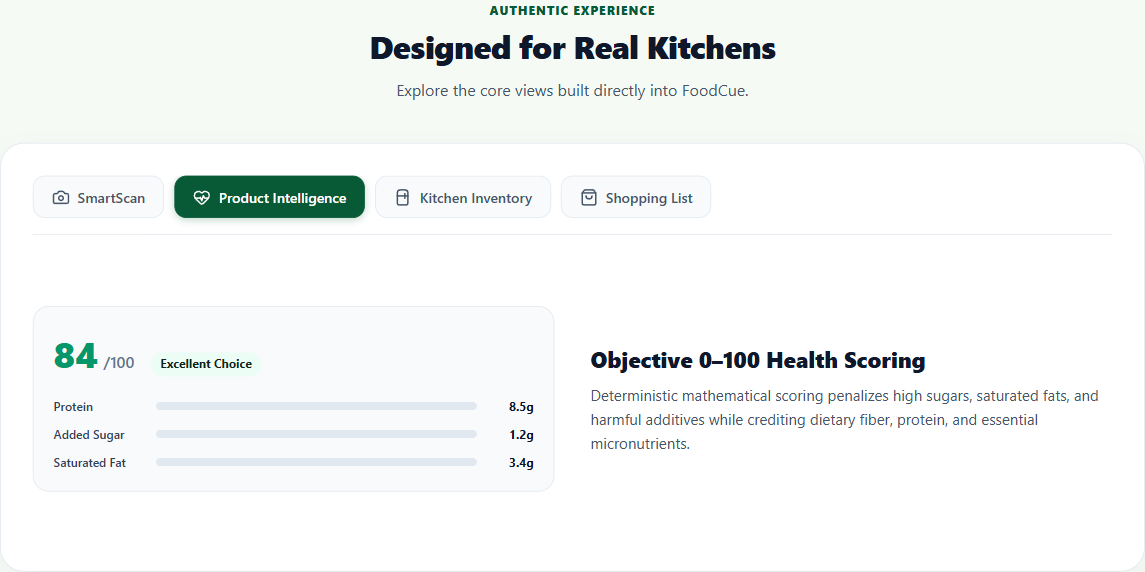 AUTHENTIC EXPERIENCE
Designed for Real Kitchens
Explore the core views built directly into FoodCue.
SmartScan
Product Intelligence
Kitchen Inventory
Shopping List
84 /100 Excellent Choice
Protein 8.5g
Added Sugar 1.2g
Saturated Fat 3.4g
Objective 0–100 Health Scoring
Deterministic mathematical scoring penalizes high sugars, saturated fats, and
harmful additives while crediting dietary fiber, protein, and essential
micronutrients.